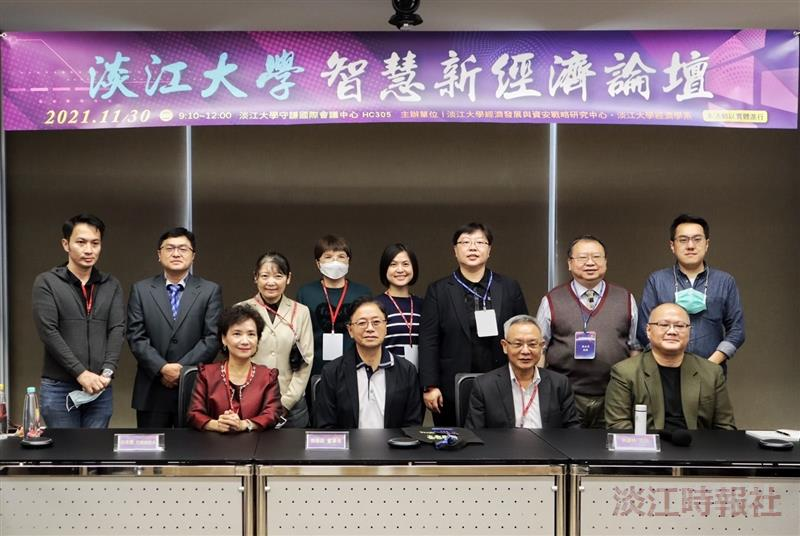 淡江大學 智慧新經濟論壇
2021.11/30 9:10~12:00 淡江大學守謙國際會議中心 HC305 主辦單位｜淡江大學經濟發展與資安戰略研究中心・淡江大學經濟學系
淡江時報社